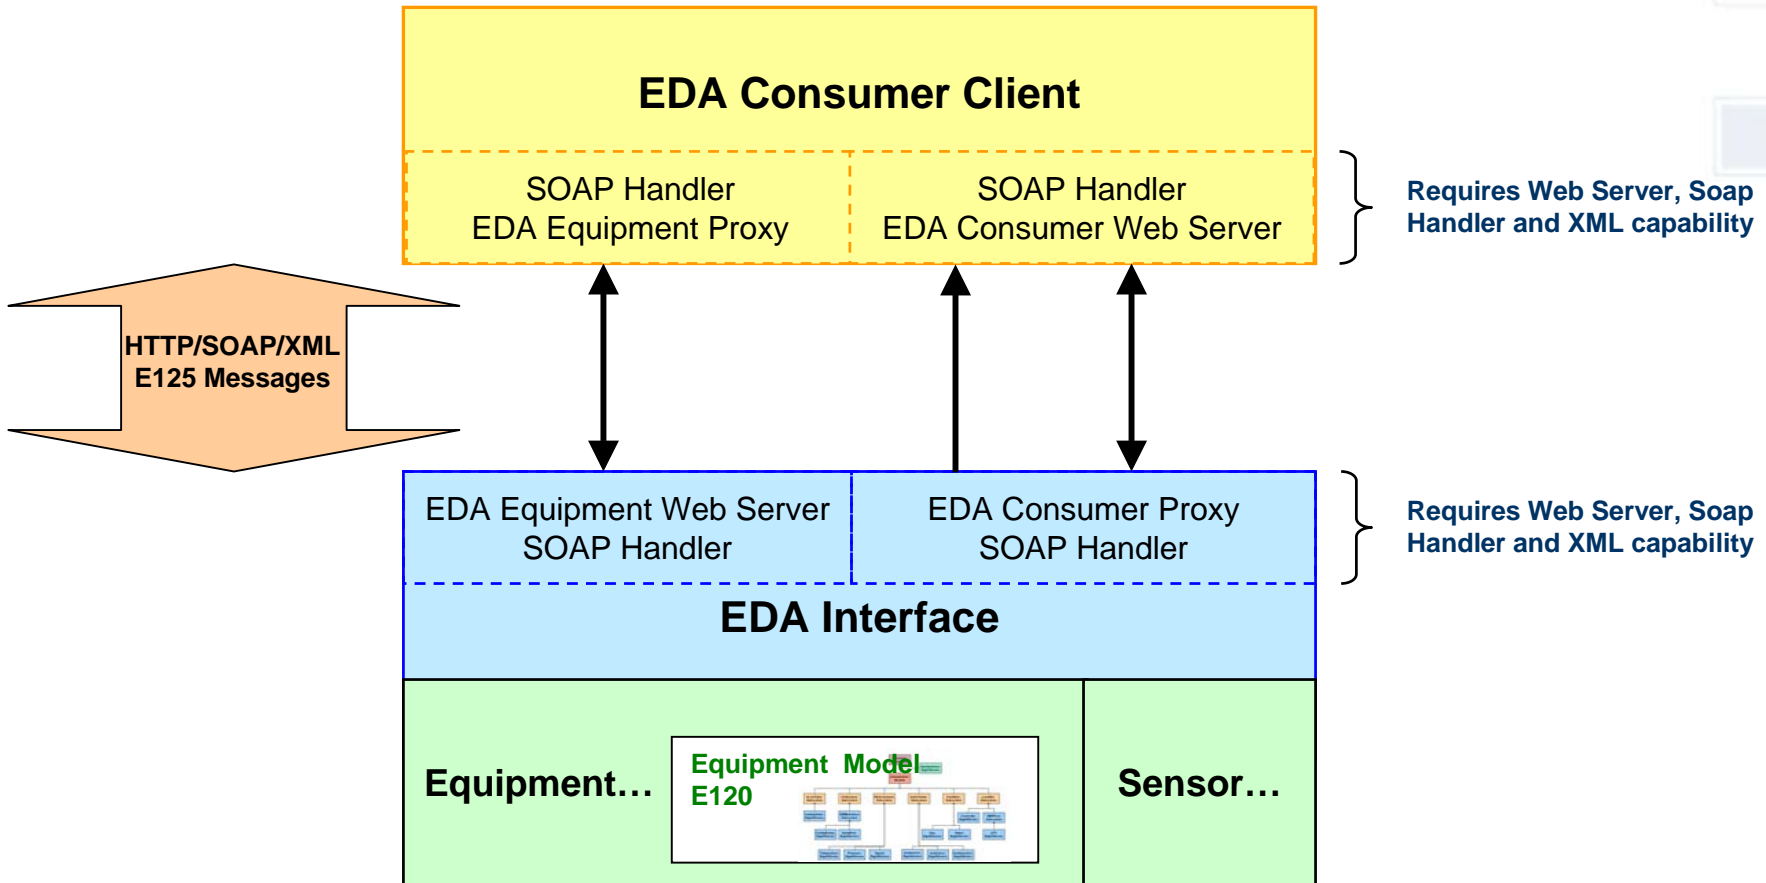 EDA Consumer Client
SOAP Handler
EDA Equipment Proxy
SOAP Handler
EDA Consumer Web Server
Requires Web Server, Soap
Handler and XML capability
HTTP/SOAP/XML
E125 Messages
EDA Equipment Web Server
SOAP Handler
EDA Consumer Proxy
SOAP Handler
Requires Web Server, Soap
Handler and XML capability
EDA Interface
Equipment…
Equipment Model
E120
Sensor…